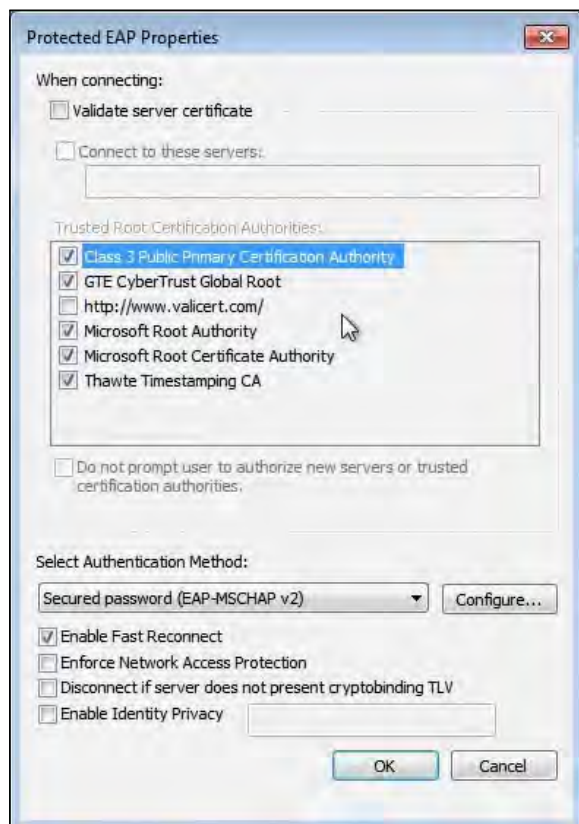 Protected EAP Properties
When connecting:
Validate server certificate
Connect to these servers:
Trusted Root Certification Authorities:
Class 3 Public Primary Certification Authority
GTE CyberTrust Global Root
http://www.valicert.com/
Microsoft Root Authority
Microsoft Root Certificate Authority
Thawte Timestamping CA
Do not prompt user to authorize new servers or trusted
certification authorities.
Select Authentication Method:
Secured password (EAP-MSCHAP v2)
Configure...
Enable Fast Reconnect
Enforce Network Access Protection
Disconnect if server does not present cryptobinding TLV
Enable Identity Privacy
OK
Cancel